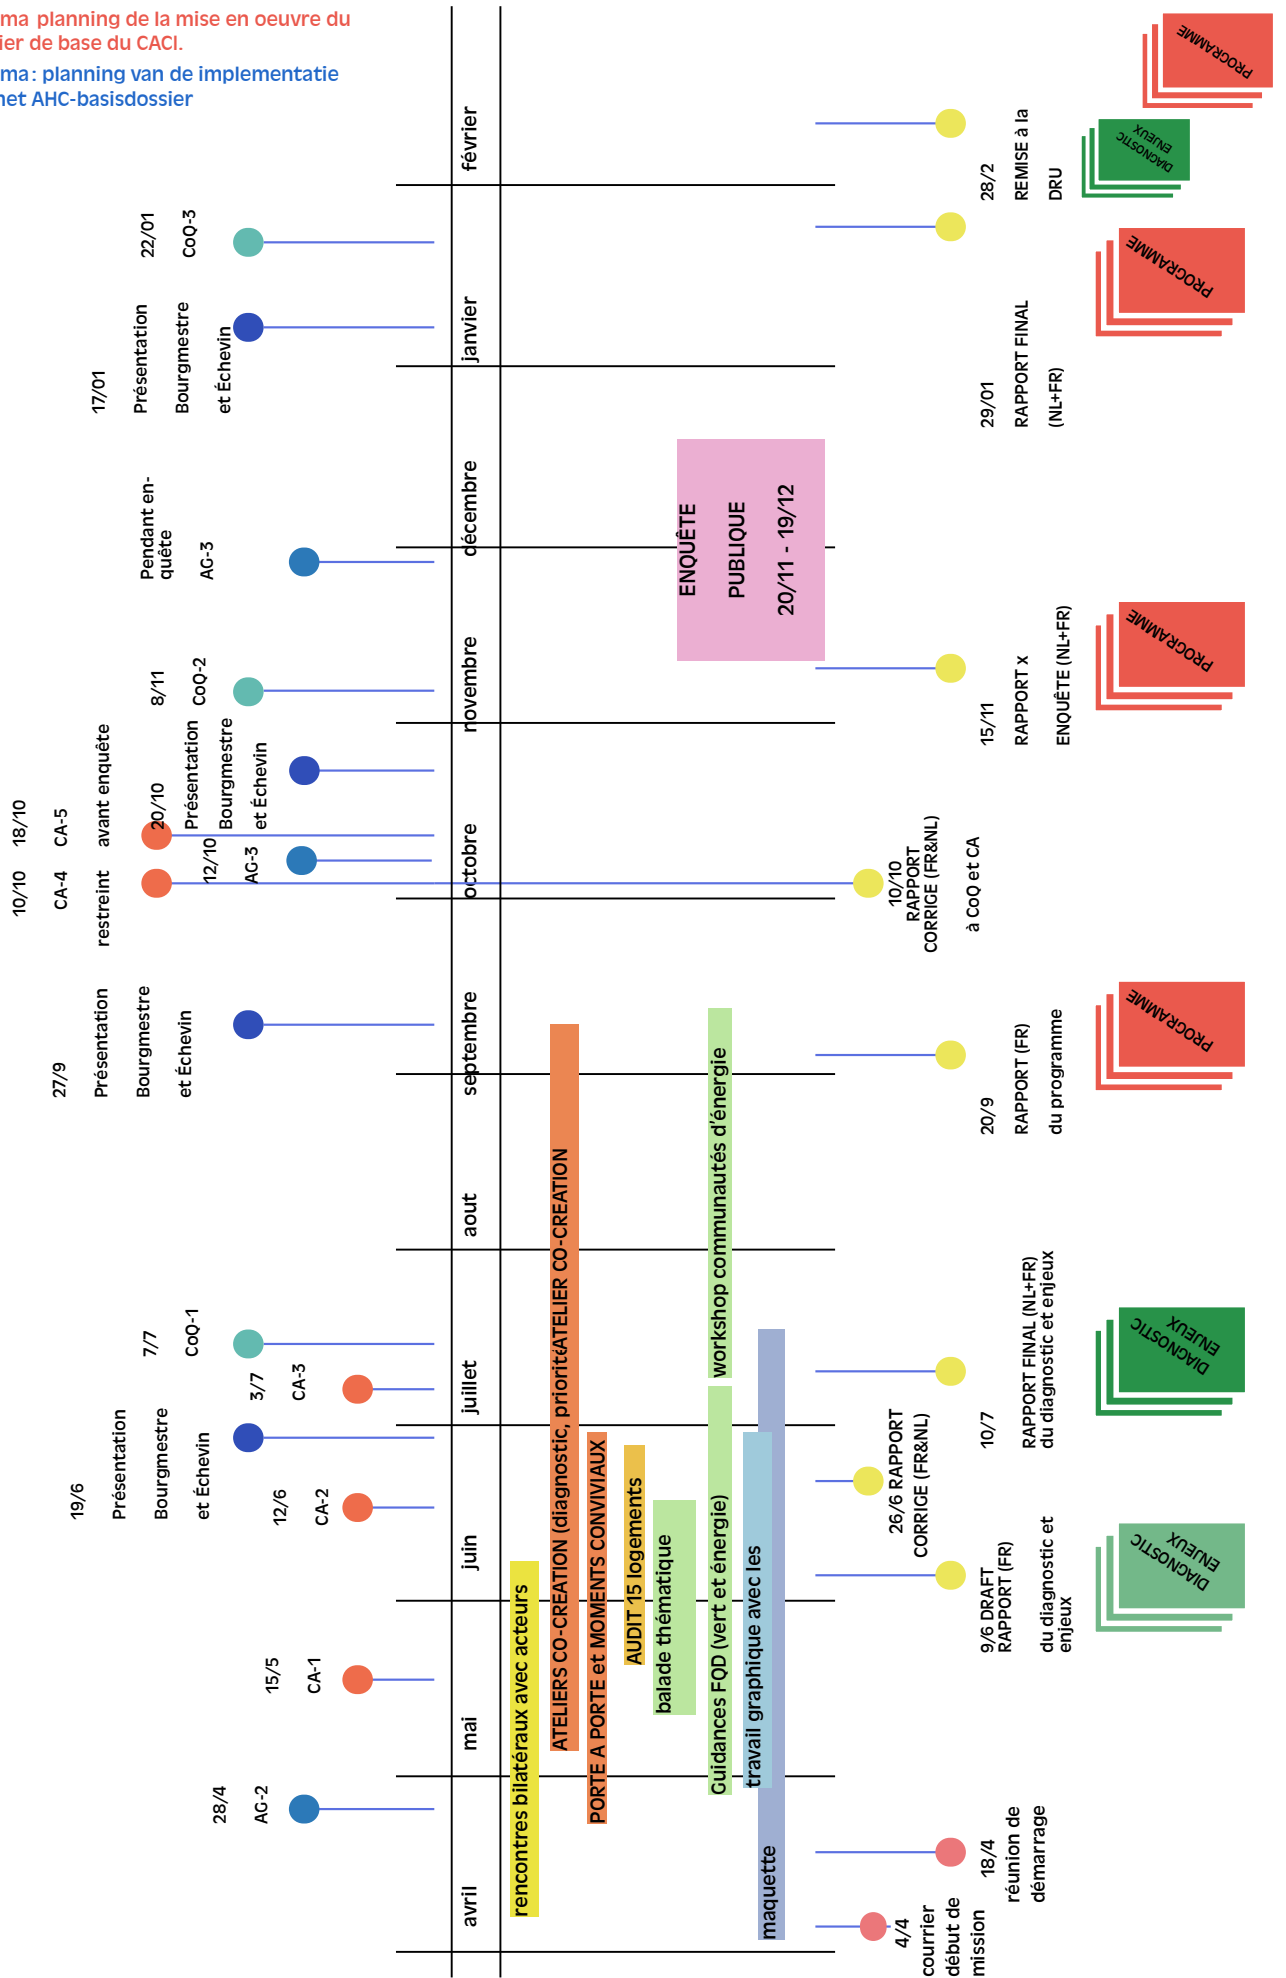 ma planning de la mise en oeuvre du
ier de base du CACI.
ma: planning van de implementatie
net AHC-basisdossier
avril
mai
juin
juillet
aout
septembre
octobre
novembre
décembre
janvier
février
28/4
AG-2
15/5
CA-1
12/6
CA-2
19/6
Présentation
Bourgmestre
et Échevin
3/7
CA-3
7/7
CoQ-1
27/9
Présentation
Bourgmestre
et Échevin
10/10
CA-4
restreint
12/10
AG-3
18/10
CA-5
avant enquête
20/10
Présentation
Bourgmestre
et Échevin
8/11
CoQ-2
Pendant en-
quête
AG-3
17/01
Présentation
Bourgmestre
et Échevin
22/01
CoQ-3
rencontres bilatéraux avec acteurs
ATELIERS CO-CREATION (diagnostic, priorité
ATELIER CO-CREATION
PORTE A PORTE et MOMENTS CONVIVIAUX
AUDIT 15 logements
balade thématique
Guidances FQD (vert et énergie)
workshop communautés d'énergie
travail graphique avec les
maquette
ENQUÊTE
PUBLIQUE
20/11 - 19/12
4/4
courrier
début de
mission
18/4
réunion de
démarrage
9/6 DRAFT
RAPPORT (FR)
du diagnostic et
enjeux
26/6 RAPPORT
CORRIGE (FR&NL)
10/7
RAPPORT FINAL (NL+FR)
du diagnostic et enjeux
20/9
RAPPORT (FR)
du programme
10/10
RAPPORT
CORRIGE (FR&NL)
à CoQ et CA
15/11
RAPPORT x
ENQUÊTE (NL+FR)
29/01
RAPPORT FINAL
(NL+FR)
28/2
REMISE à la
DRU
DIAGNOSTIC
ENJEUX
DIAGNOSTIC
ENJEUX
PROGRAMME
PROGRAMME
PROGRAMME
DIAGNOSTIC
ENJEUX
PROGRAMME